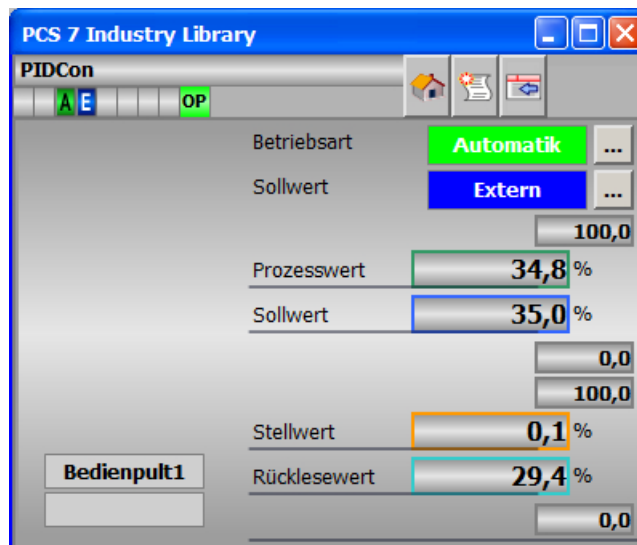 PCS 7 Industry Library
PIDCon
A E OP
Betriebsart Automatik ...
Sollwert Extern ...
100,0
Prozesswert 34,8 %
Sollwert 35,0 %
0,0
100,0
Stellwert 0,1 %
Bedienpult1 Rücklesewert 29,4 %
0,0